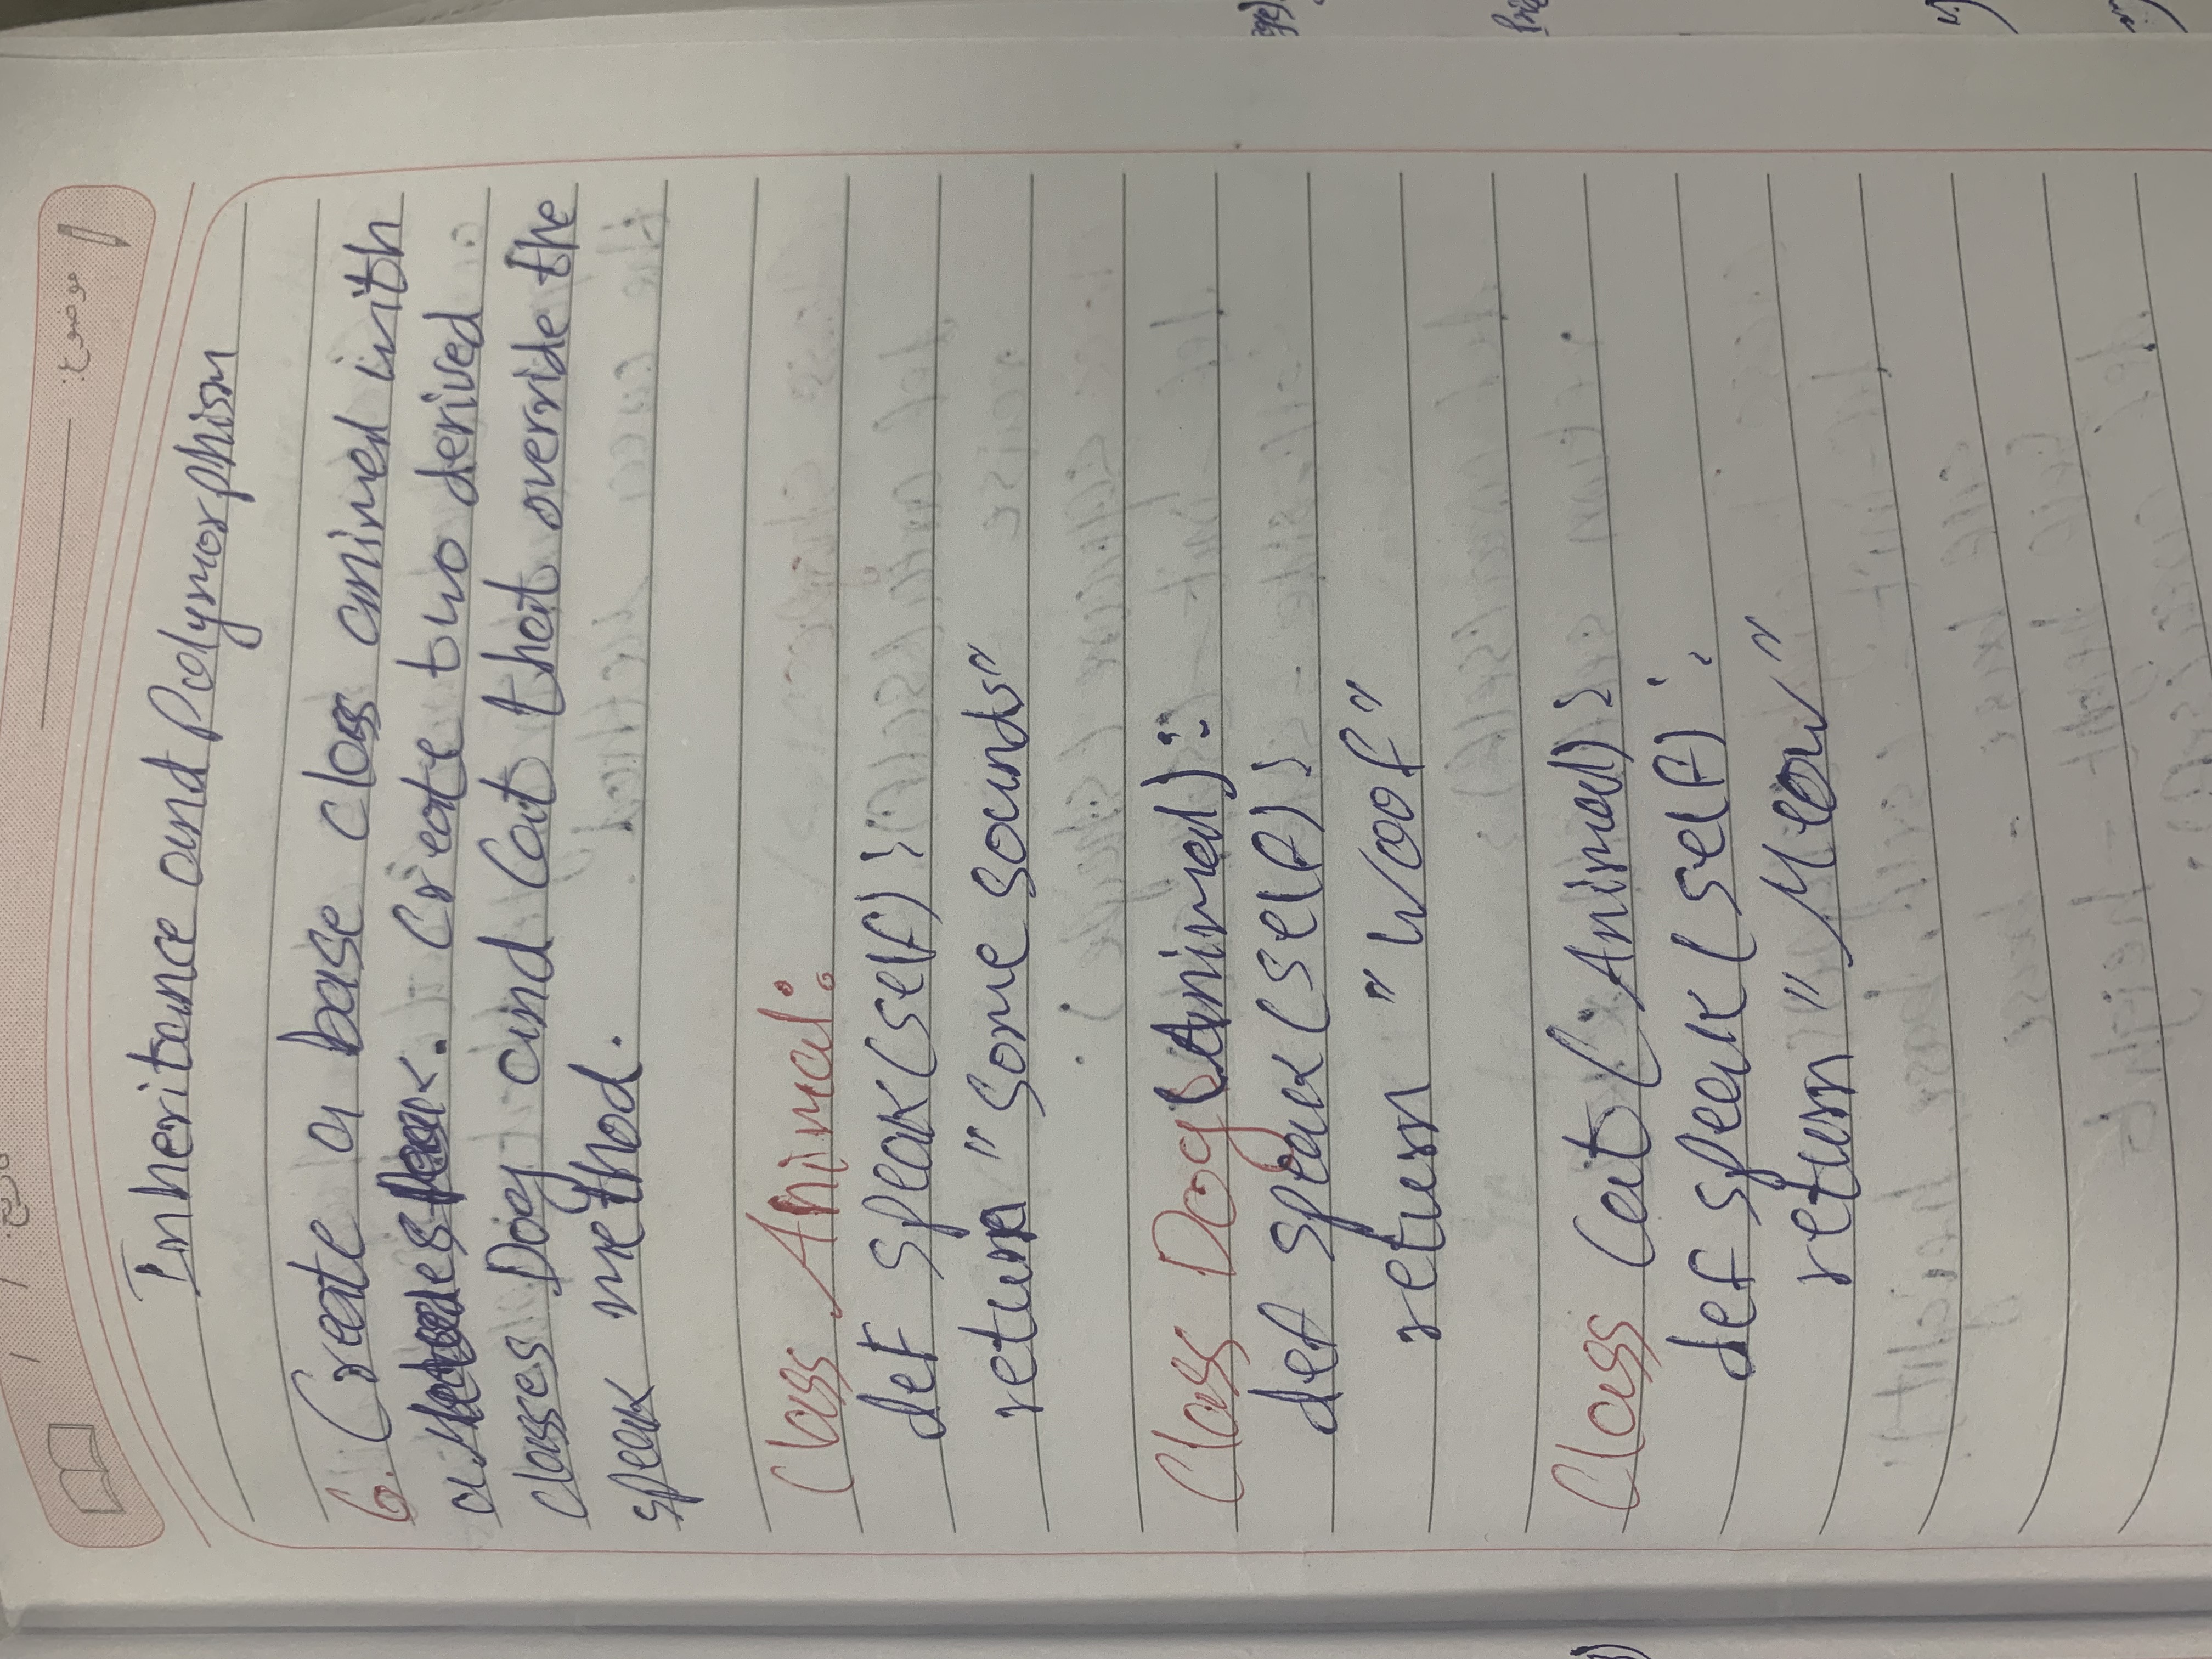 تاریخ: / /
موضوع:
Inheritance and Polymorphism
6. Create a base class animal with
a speak. Create two derived
classes Dog and Cat that override the
speak method.
Class Animal:
def speak(self):
return "some sounds"
Class Dog(Animal):
def speak(self):
return "Woof"
Class Cat(Animal):
def speak(self):
return "Meow"